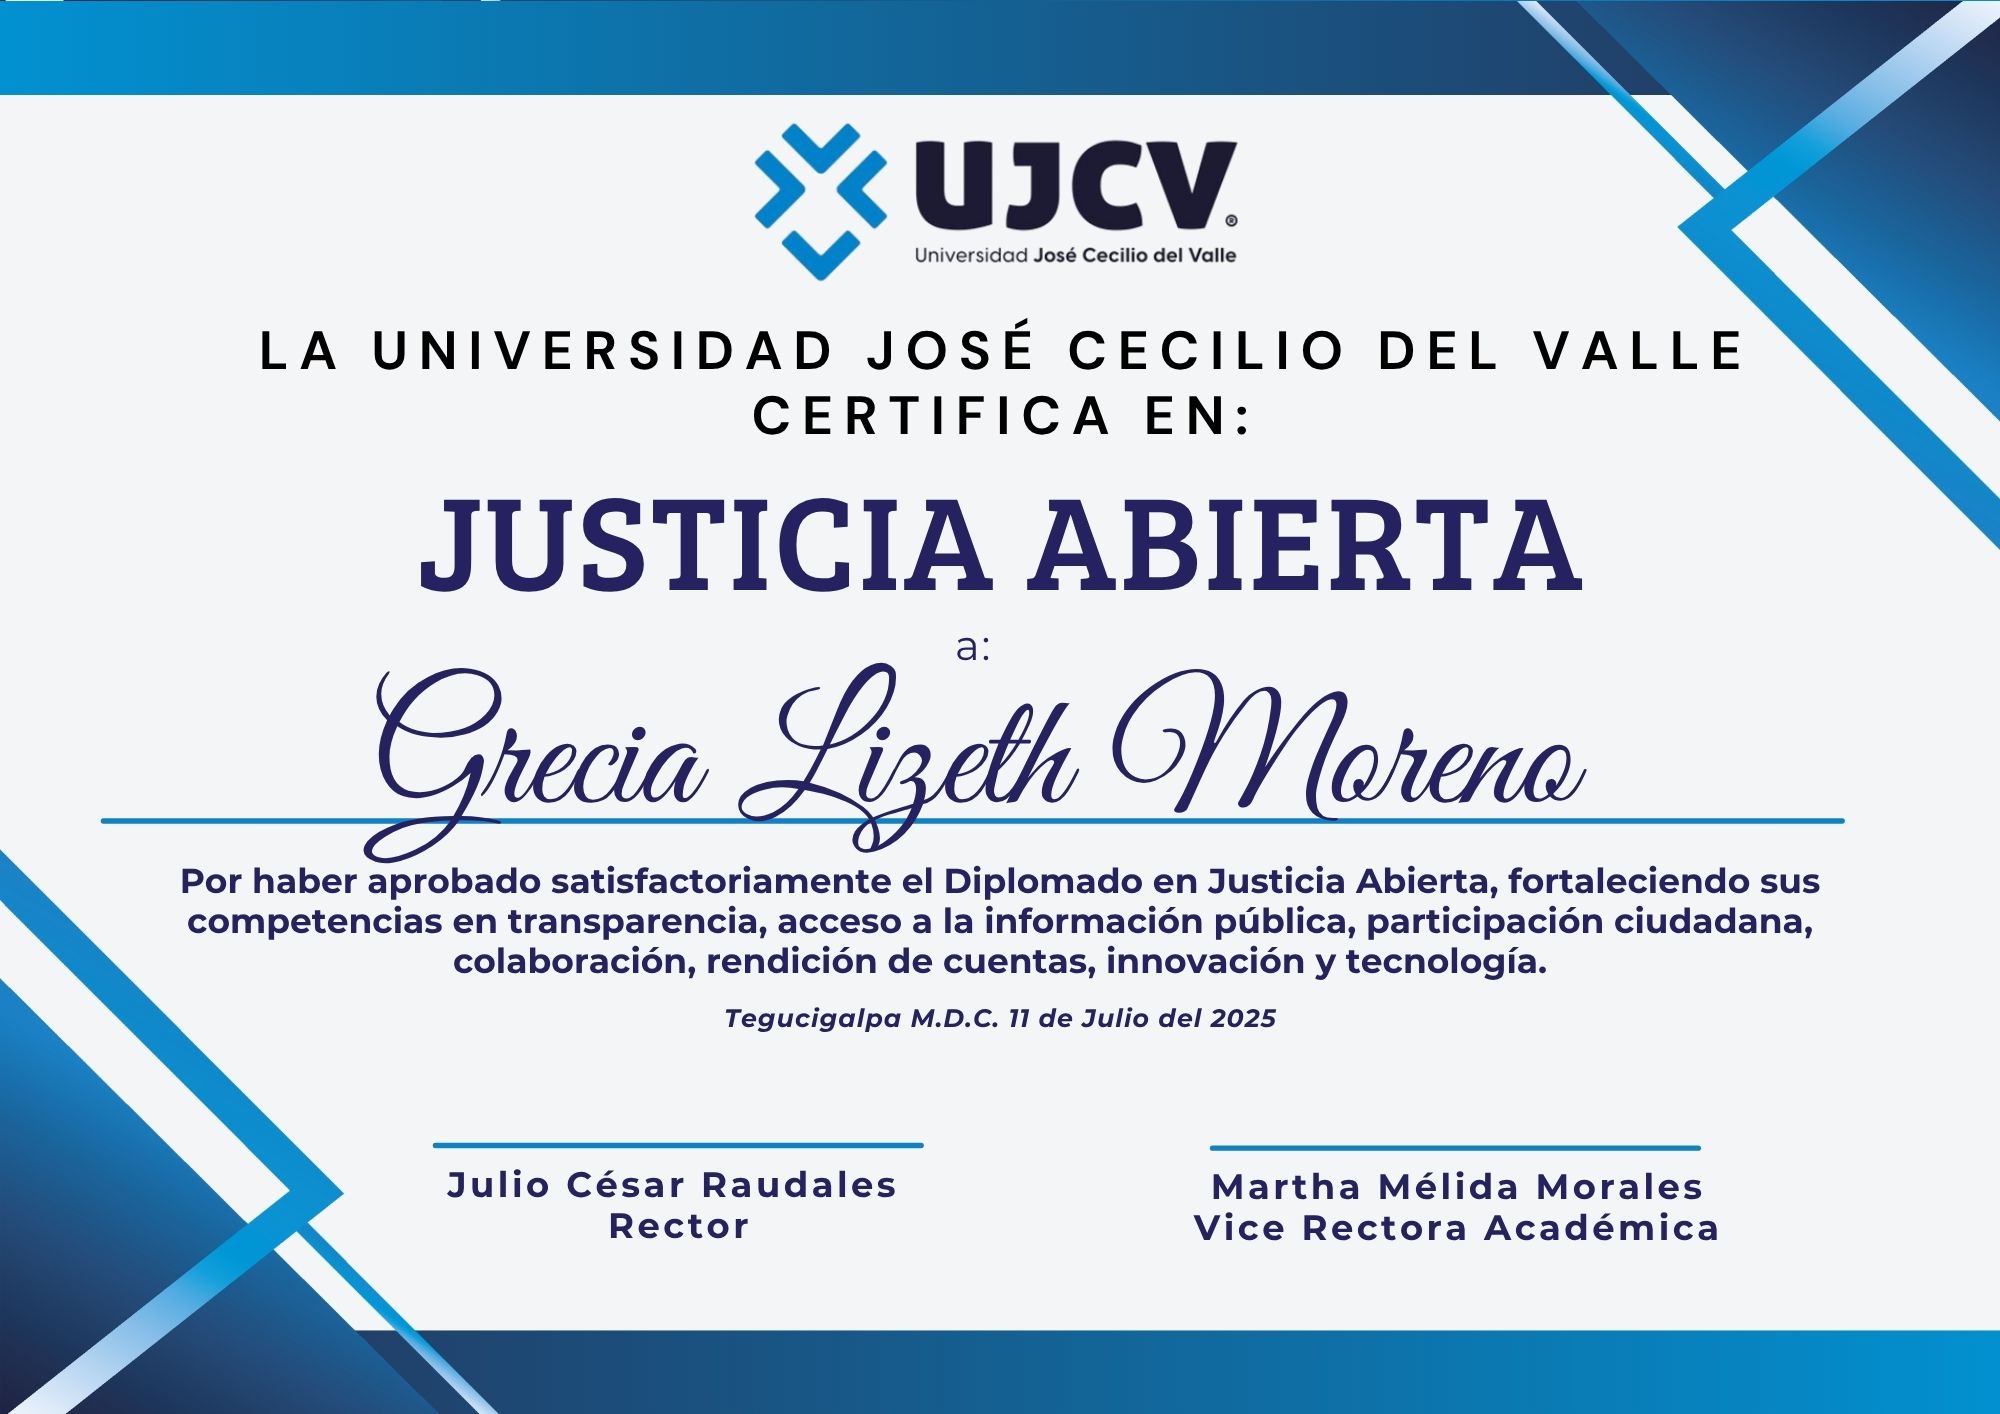 UJCV®
Universidad José Cecilio del Valle
LA UNIVERSIDAD JOSÉ CECILIO DEL VALLE
CERTIFICA EN:
JUSTICIA ABIERTA
a:
Grecia Lizeth Moreno
Por haber aprobado satisfactoriamente el Diplomado en Justicia Abierta, fortaleciendo sus
competencias en transparencia, acceso a la información pública, participación ciudadana,
colaboración, rendición de cuentas, innovación y tecnología.
Tegucigalpa M.D.C. 11 de Julio del 2025
Julio César Raudales
Rector
Martha Mélida Morales
Vice Rectora Académica